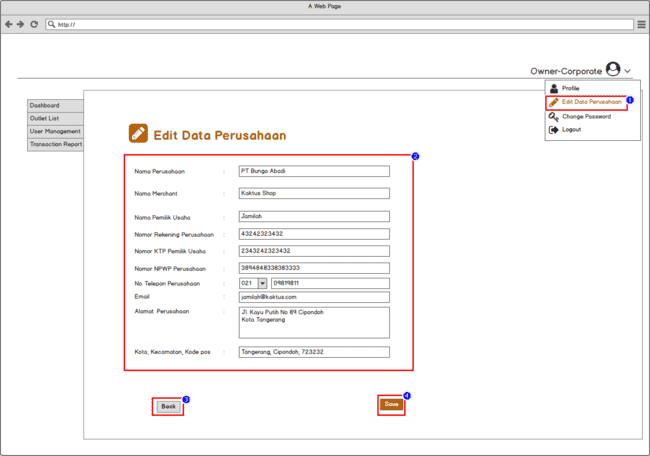 A Web Page
http://
Owner-Corporate
Profile
Edit Data Perusahaan 1
Change Password
Logout
Dashboard
Outlet List
User Management
Transaction Report
Edit Data Perusahaan
2
Nama Perusahaan : PT Bunga Abadi
Nama Merchant : Kaktus Shop
Nama Pemilik Usaha : Jamilah
Nomor Rekening Perusahaan : 43242323432
Nomor KTP Pemilik Usaha : 2343242323432
Nomor NPWP Perusahaan : 3894848338383333
No. Telepon Perusahaan : 021 09819811
Email : jamilah@kaktus.com
Alamat Perusahaan : Jl. Kayu Putih No 89 Cipondoh
Kota Tangerang
Kota, Kecamatan, Kode pos : Tangerang, Cipondoh, 723232
Back 3
Save 4